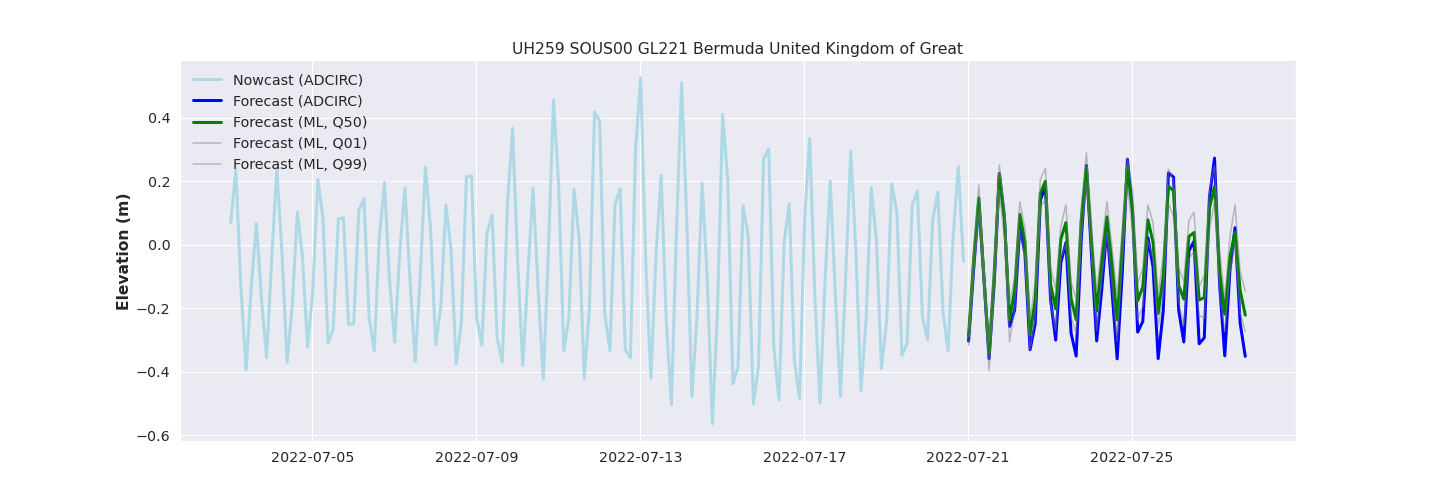 UH259 SOUS00 GL221 Bermuda United Kingdom of Great
Nowcast (ADCIRC)
Forecast (ADCIRC)
Forecast (ML, Q50)
Forecast (ML, Q01)
Forecast (ML, Q99)
Elevation (m)
0.4
0.2
0.0
−0.2
−0.4
−0.6
2022-07-05
2022-07-09
2022-07-13
2022-07-17
2022-07-21
2022-07-25